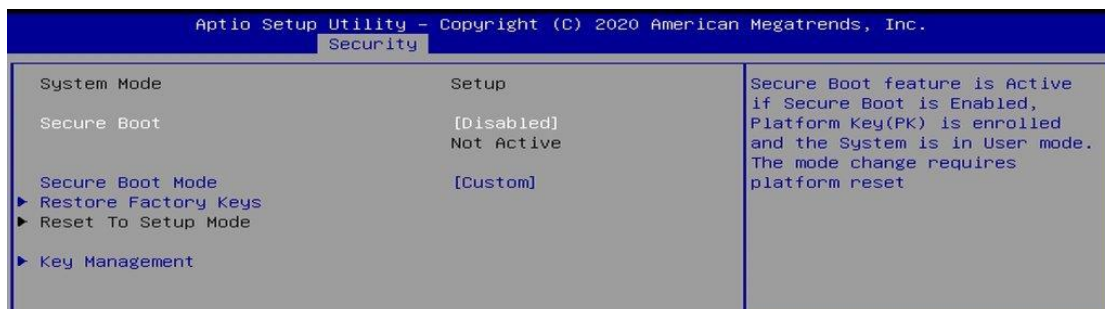 Aptio Setup Utility – Copyright (C) 2020 American Megatrends, Inc.
Security
System Mode Setup
Secure Boot [Disabled]
Not Active
Secure Boot Mode [Custom]
▶ Restore Factory Keys
▶ Reset To Setup Mode
▶ Key Management
Secure Boot feature is Active
if Secure Boot is Enabled,
Platform Key(PK) is enrolled
and the System is in User mode.
The mode change requires
platform reset